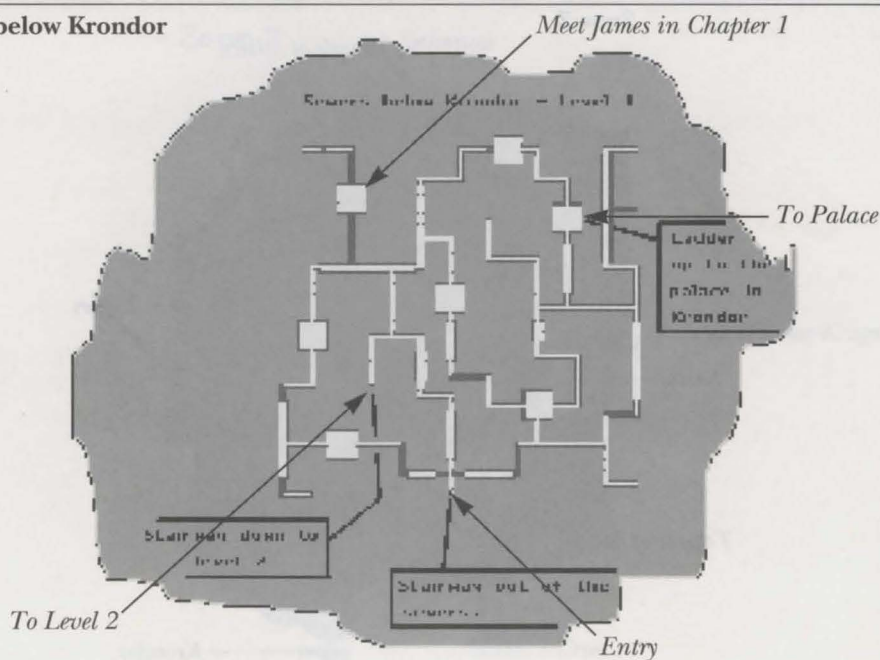 below Krondor
Meet James in Chapter 1
Sewers below Krondor - Level 1
To Palace
Ladder
up to the
palace in
Krondor
Stairway down to
level 2
Stairway out of the
sewers.
To Level 2
Entry